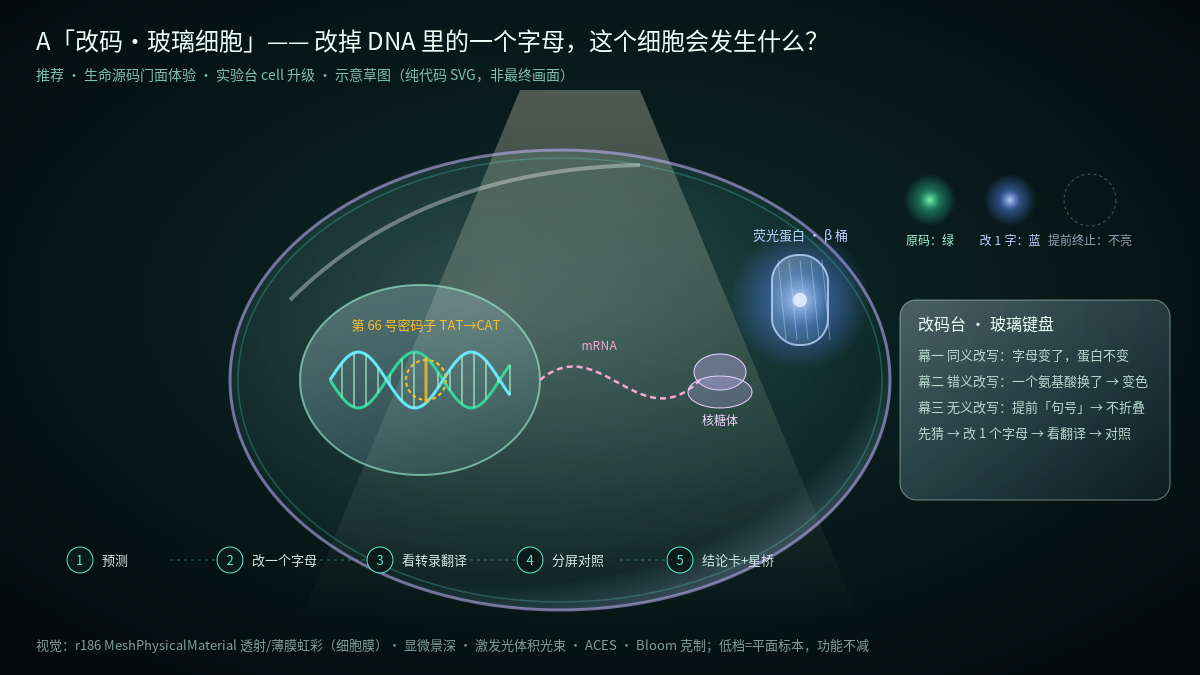 A「改码·玻璃细胞」—— 改掉 DNA 里的一个字母，这个细胞会发生什么？
推荐 · 生命源码门面体验 · 实验台 cell 升级 · 示意草图（纯代码 SVG，非最终画面）
荧光蛋白 · β 桶
原码：绿
改 1 字：蓝
提前终止：不亮
第 66 号密码子 TAT→CAT
mRNA
核糖体
改码台 · 玻璃键盘
幕一 同义改写：字母变了，蛋白不变
幕二 错义改写：一个氨基酸换了 → 变色
幕三 无义改写：提前「句号」→ 不折叠
先猜 → 改 1 个字母 → 看翻译 → 对照
1 预测
2 改一个字母
3 看转录翻译
4 分屏对照
5 结论卡+星桥
视觉：r186 MeshPhysicalMaterial 透射/薄膜虹彩（细胞膜）· 显微景深 · 激发光体积光束 · ACES · Bloom 克制；低档=平面标本，功能不减